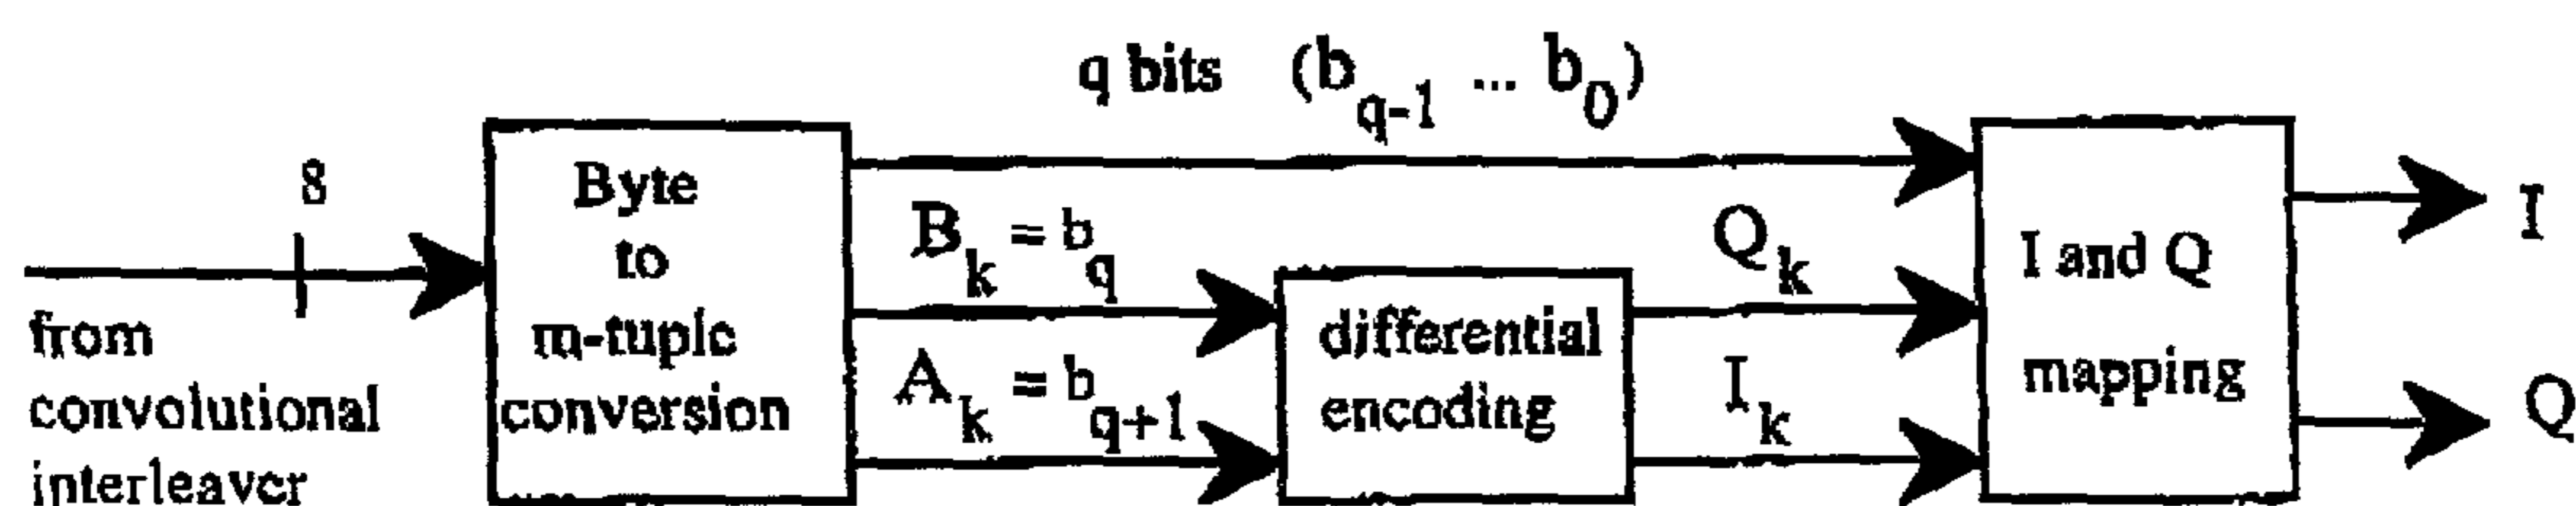 q bits (b_{q-1} ... b_0)
8
Byte
to
m-tuple
conversion
from
convolutional
interleaver
B_k = b_q
A_k = b_{q+1}
differential
encoding
Q_k
I_k
I and Q
mapping
I
Q